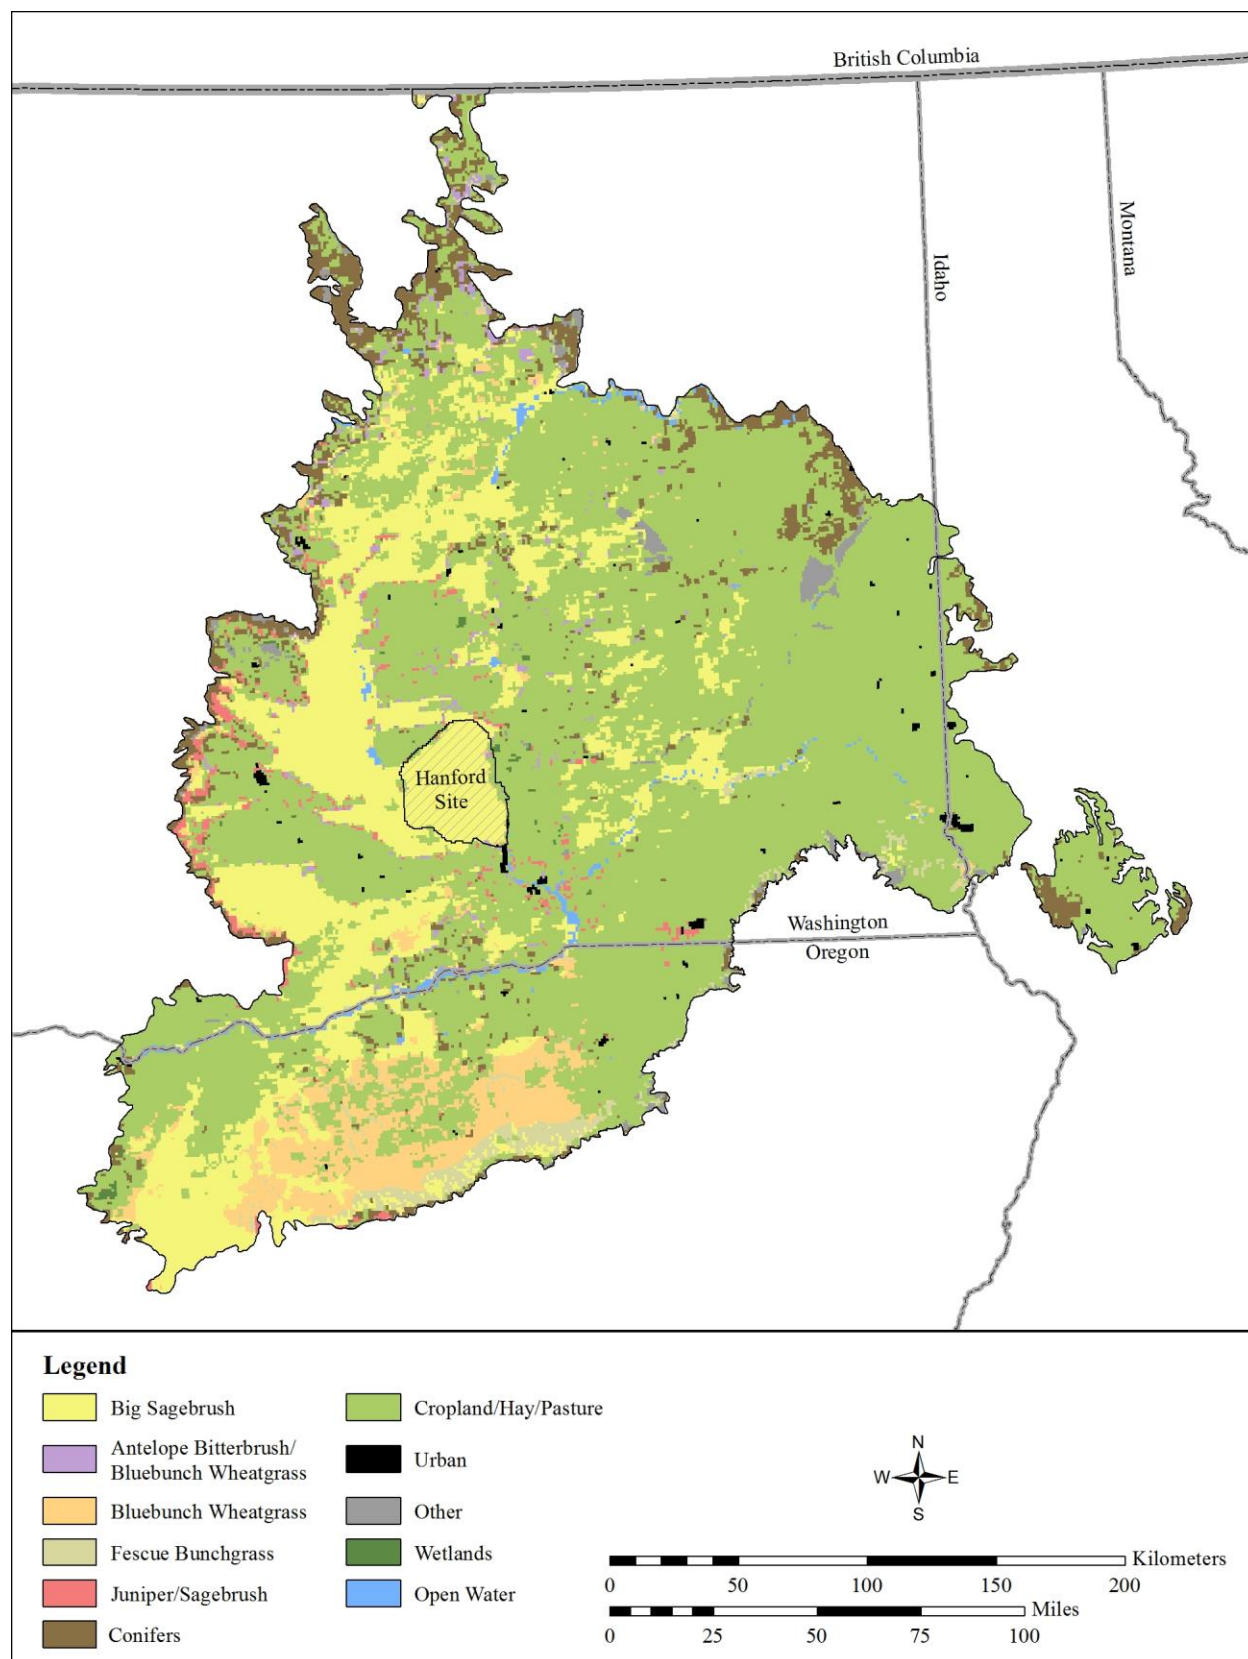 British Columbia
Montana
Idaho
Hanford
Site
Washington
Oregon
Legend
Big Sagebrush
Antelope Bitterbrush/
Bluebunch Wheatgrass
Bluebunch Wheatgrass
Fescue Bunchgrass
Juniper/Sagebrush
Conifers
Cropland/Hay/Pasture
Urban
Other
Wetlands
Open Water
N
W E
S
Kilometers
0 50 100 150 200
Miles
0 25 50 75 100